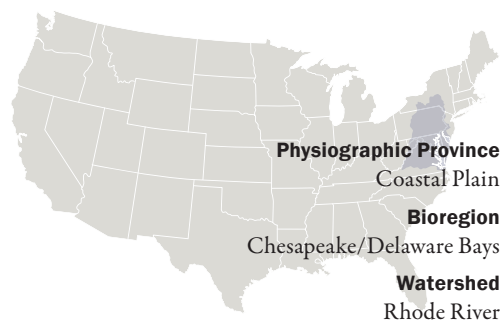 Physiographic Province
Coastal Plain
Bioregion
Chesapeake/Delaware Bays
Watershed
Rhode River